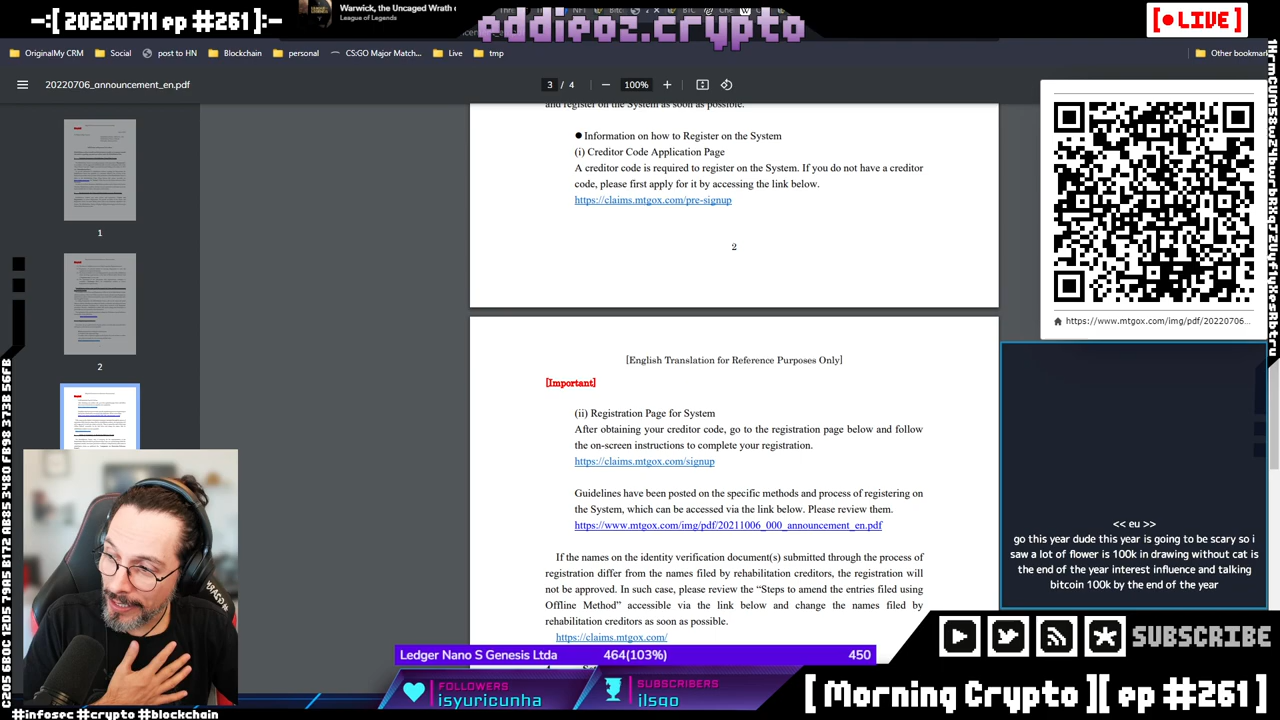 -:[ 20220711 ep #261]:-
Warwick, the Uncaged Wrath
League of Legends
eddieoz.crypto
[●LIVE]
OriginalMy CRM
Social
post to HN
Blockchain
personal
CS:GO Major Match...
Live
tmp
Other bookmar
20220706_announcement_en.pdf
3 / 4
100%
1
2
and register on the System as soon as possible.
● Information on how to Register on the System
(i) Creditor Code Application Page
A creditor code is required to register on the System. If you do not have a creditor
code, please first apply for it by accessing the link below.
https://claims.mtgox.com/pre-signup
2
[English Translation for Reference Purposes Only]
[Important]
(ii) Registration Page for System
After obtaining your creditor code, go to the registration page below and follow
the on-screen instructions to complete your registration.
https://claims.mtgox.com/signup
Guidelines have been posted on the specific methods and process of registering on
the System, which can be accessed via the link below. Please review them.
https://www.mtgox.com/img/pdf/20211006_000_announcement_en.pdf
If the names on the identity verification document(s) submitted through the process of
registration differ from the names filed by rehabilitation creditors, the registration will
not be approved. In such case, please review the “Steps to amend the entries filed using
Offline Method” accessible via the link below and change the names filed by
rehabilitation creditors as soon as possible.
https://claims.mtgox.com/
https://www.mtgox.com/img/pdf/20220706...
<< eu >>
go this year dude this year is going to be scary so i
saw a lot of flower is 100k in drawing without cat is
the end of the year interest influence and talking
bitcoin 100k by the end of the year
Ledger Nano S Genesis Ltda
464(103%)
450
FOLLOWERS
isyuricunha
SUBSCRIBERS
ilsgo
SUBSCRIBE
[ Morning Crypto ][ ep #261 ]
#infosec #crypto #blockchain